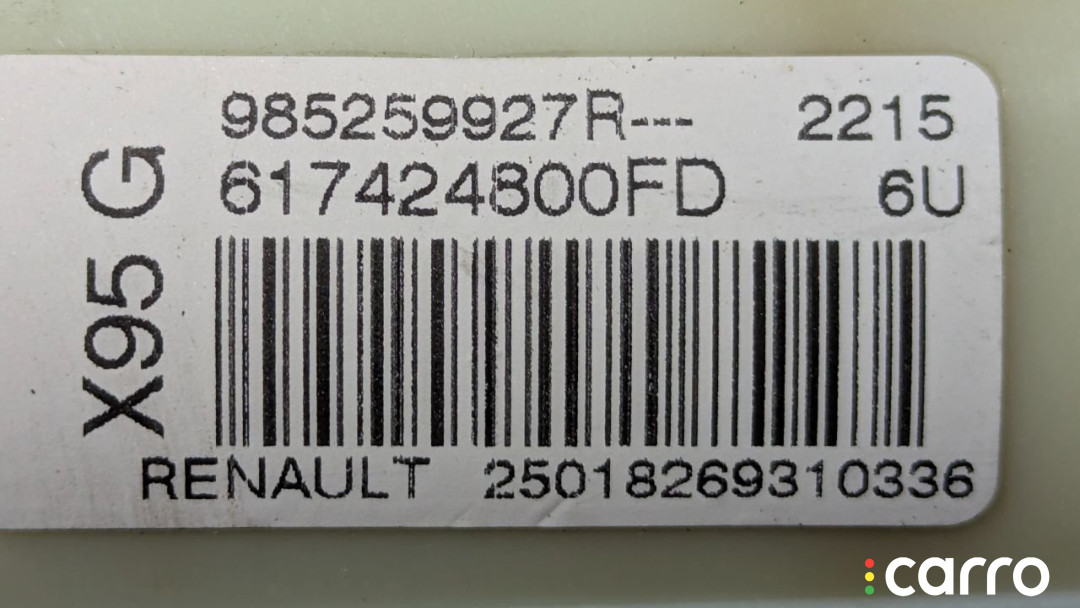 985259927R--- 2215
617424800FD 6U
X95 G
RENAULT 25018269310336
carro